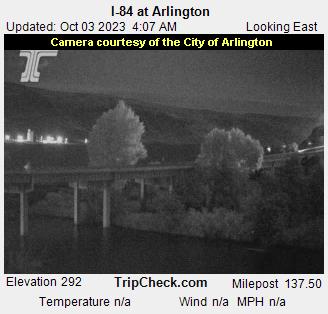 I-84 at Arlington
Updated: Oct 03 2023 4:07 AM Looking East
Camera courtesy of the City of Arlington
Elevation 292 TripCheck.com Milepost 137.50
Temperature n/a Wind n/a MPH n/a